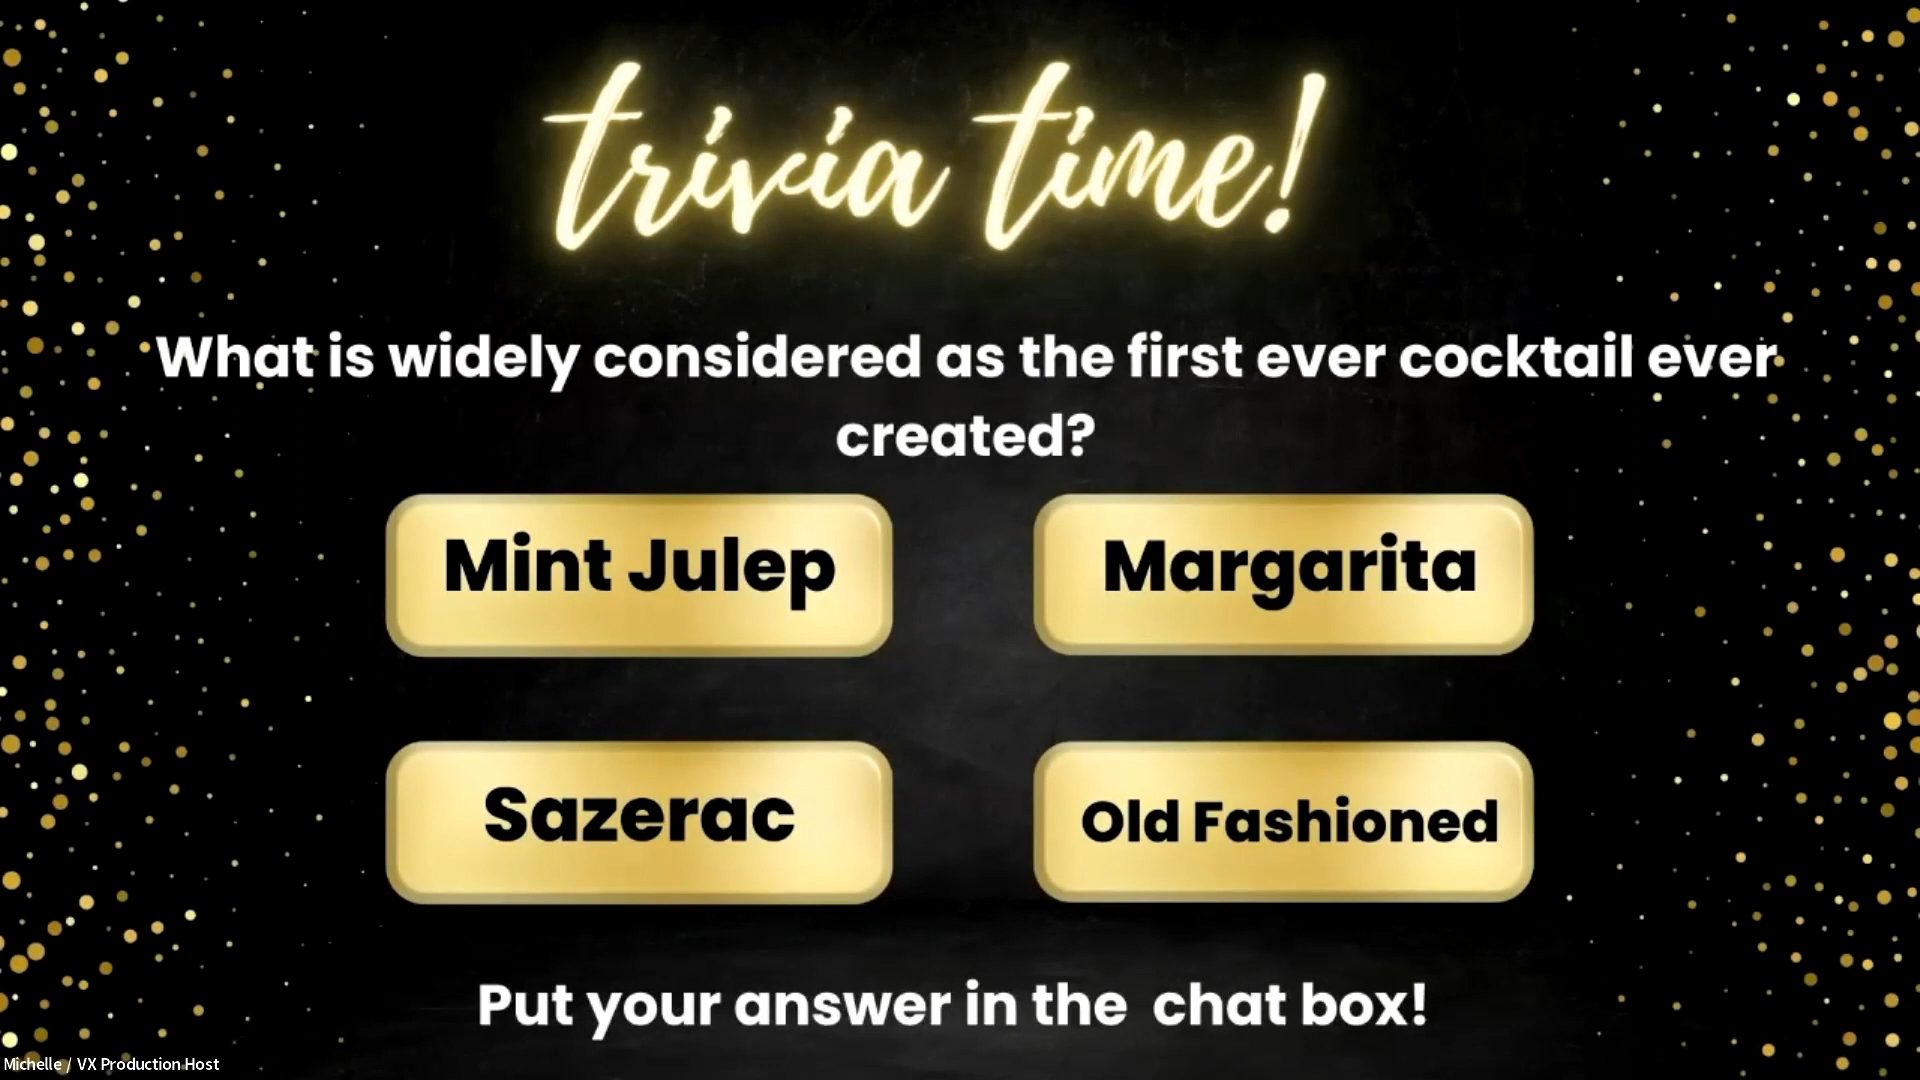 trivia time!
What is widely considered as the first ever cocktail ever
created?
Mint Julep
Margarita
Sazerac
Old Fashioned
Put your answer in the chat box!
Michelle / VX Production Host